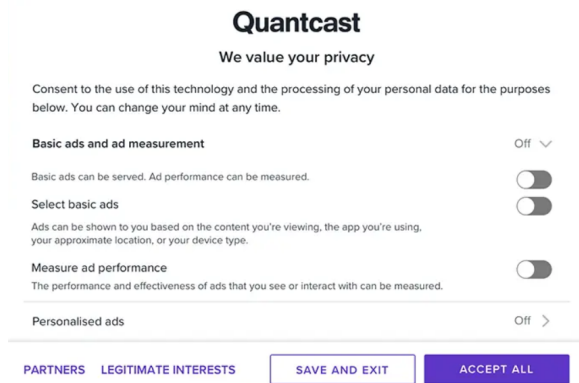 Quantcast
We value your privacy
Consent to the use of this technology and the processing of your personal data for the purposes
below. You can change your mind at any time.
Basic ads and ad measurement Off
Basic ads can be served. Ad performance can be measured.
Select basic ads
Ads can be shown to you based on the content you're viewing, the app you're using,
your approximate location, or your device type.
Measure ad performance
The performance and effectiveness of ads that you see or interact with can be measured.
Personalised ads Off
PARTNERS LEGITIMATE INTERESTS SAVE AND EXIT ACCEPT ALL